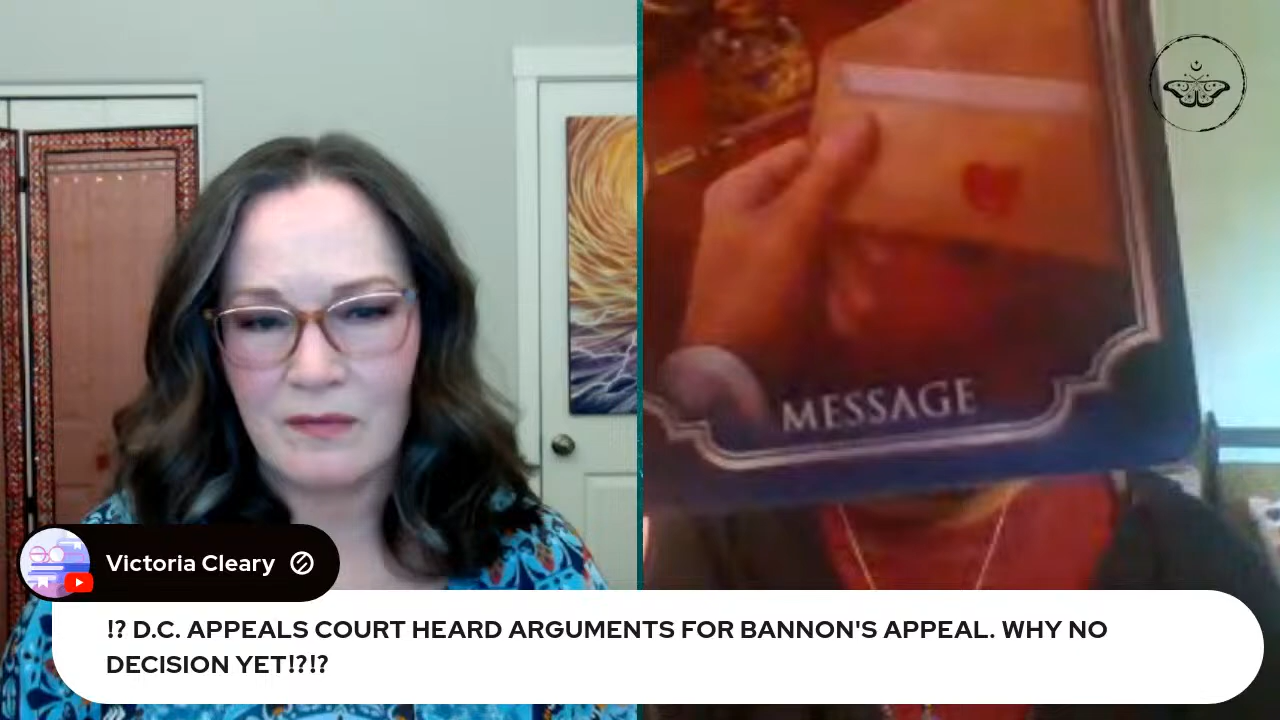 MESSAGE
Victoria Cleary
!? D.C. APPEALS COURT HEARD ARGUMENTS FOR BANNON'S APPEAL. WHY NO
DECISION YET!?!?